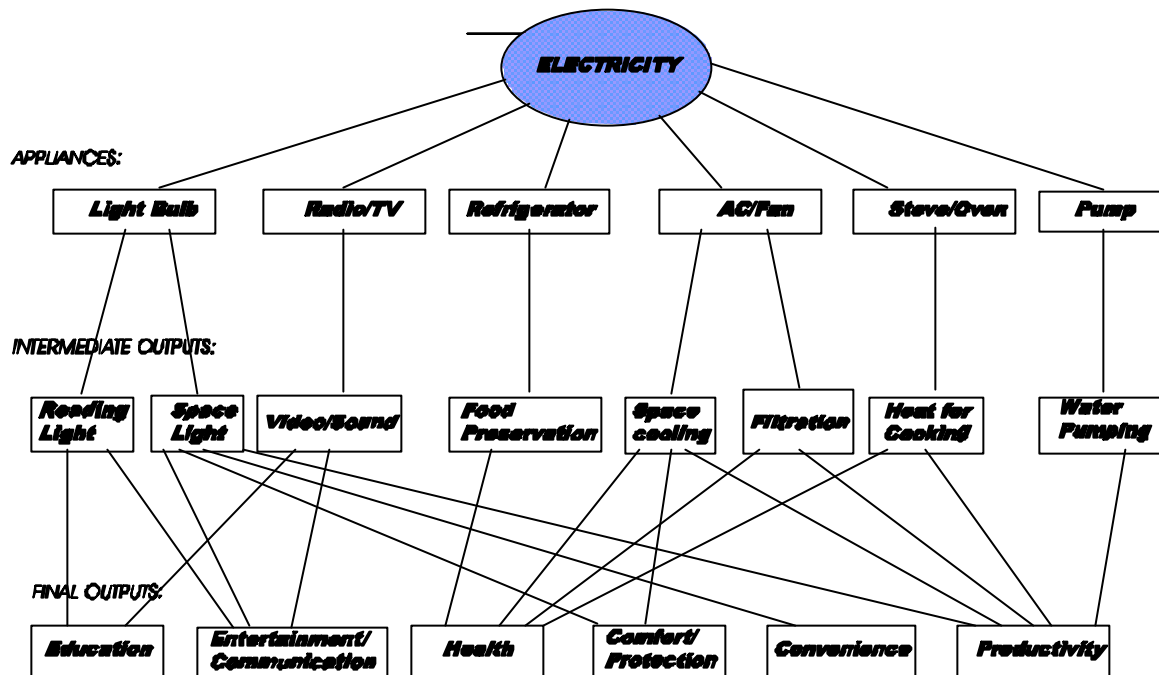 ELECTRICITY
APPLIANCES:
Light Bulb
Radio/TV
Refrigerator
AC/Fan
Stove/Oven
Pump
INTERMEDIATE OUTPUTS:
Reading
Light
Space
Light
Video/Sound
Food
Preservation
Space
cooling
Filtration
Heat for
Cooking
Water
Pumping
FINAL OUTPUTS:
Education
Entertainment/
Communication
Health
Comfort/
Protection
Convenience
Productivity